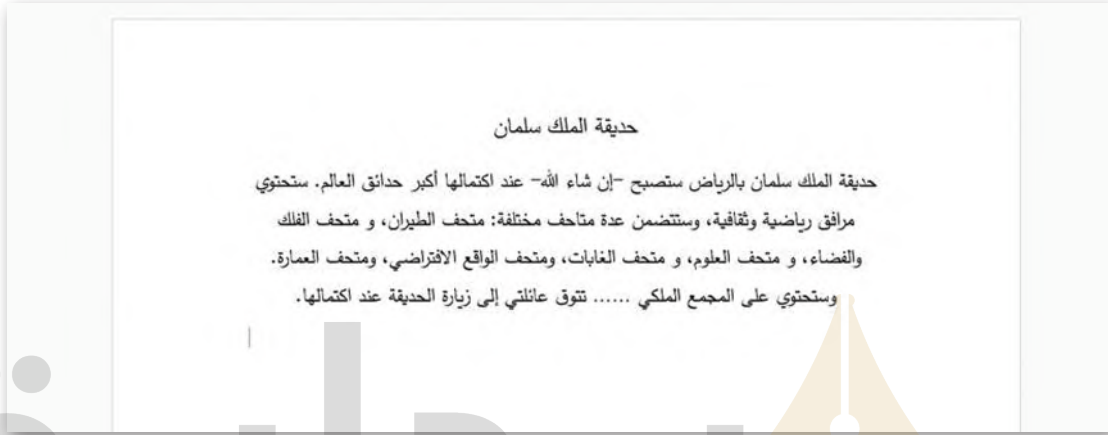 حديقة الملك سلمان
حديقة الملك سلمان بالرياض ستصبح –إن شاء الله– عند اكتمالها أكبر حدائق العالم. ستحتوي
مرافق رياضية وثقافية، وستتضمن عدة متاحف مختلفة: متحف الطيران، و متحف الفلك
والفضاء، و متحف العلوم، و متحف الغابات، ومتحف الواقع الافتراضي، ومتحف العمارة.
وستحتوي على المجمع الملكي ...... تتوق عائلتي إلى زيارة الحديقة عند اكتمالها.